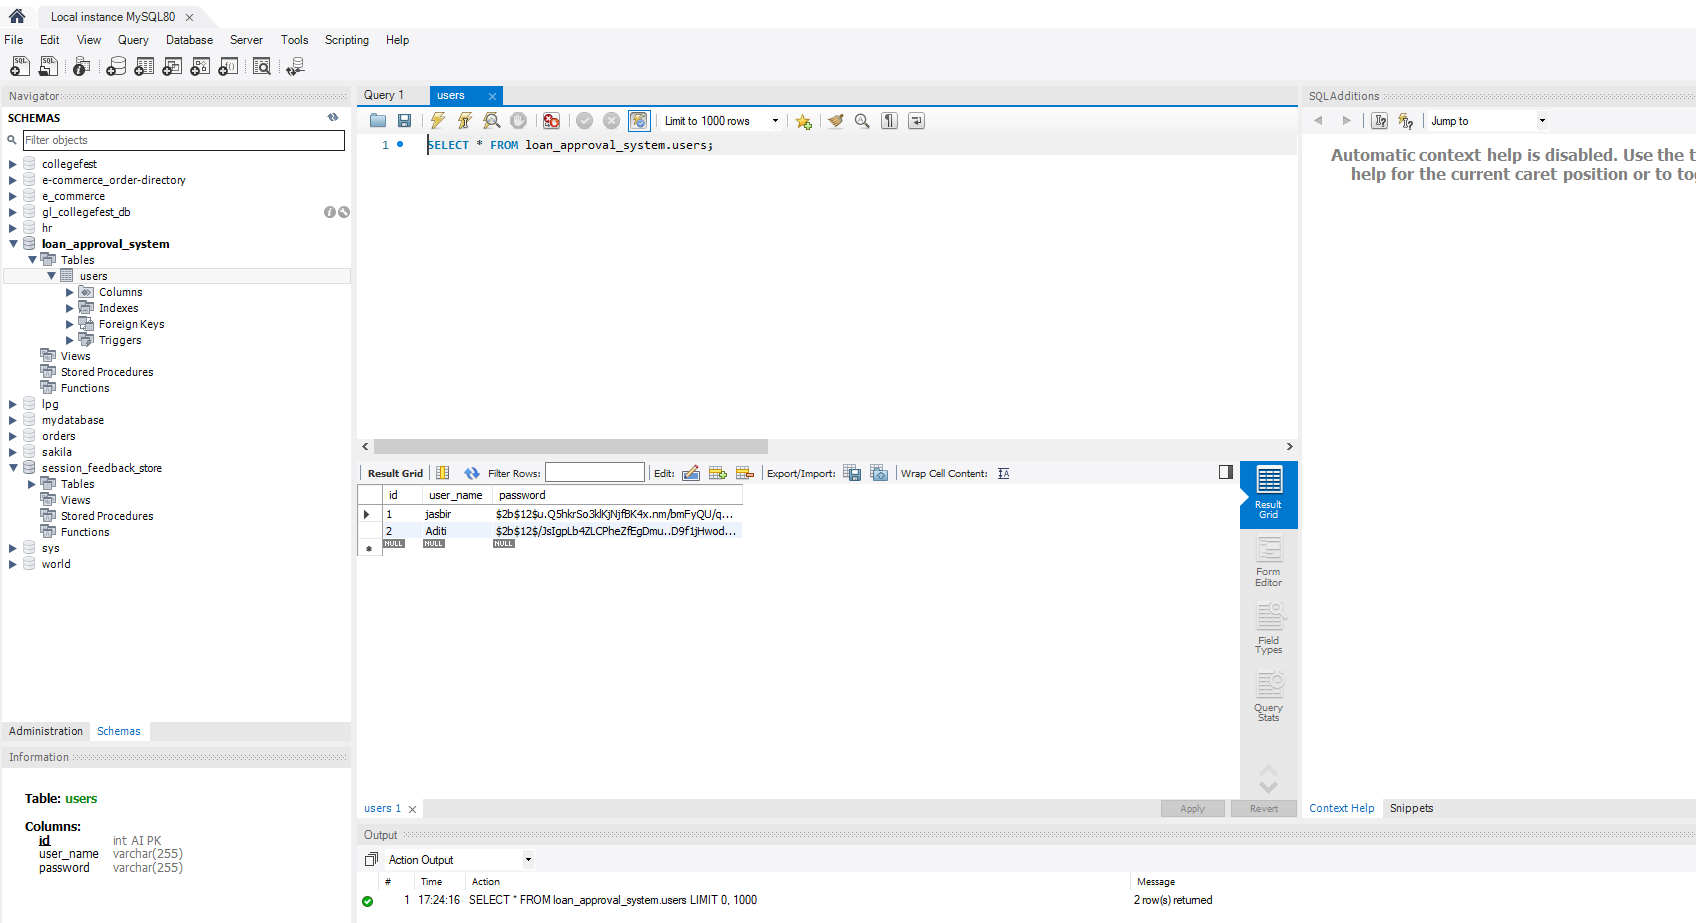 Local instance MySQL80
File Edit View Query Database Server Tools Scripting Help
Navigator
SCHEMAS
Filter objects
collegefest
e-commerce_order-directory
e_commerce
gl_collegefest_db
hr
loan_approval_system
Tables
users
Columns
Indexes
Foreign Keys
Triggers
Views
Stored Procedures
Functions
lpg
mydatabase
orders
sakila
session_feedback_store
Tables
Views
Stored Procedures
Functions
sys
world
Administration Schemas
Information
Table: users
Columns:
id int AI PK
user_name varchar(255)
password varchar(255)
Query 1 users
Limit to 1000 rows
1 SELECT * FROM loan_approval_system.users;
Result Grid Filter Rows: Edit: Export/Import: Wrap Cell Content:
id user_name password
1 jasbir $2b$12$u.Q5hkrSo3klKjNjfBK4x.nm/bmFyQU/q...
2 Aditi $2b$12$/JsIgpLb4ZLCPheZfEgDmu..D9f1jHwod...
NULL NULL NULL
Result
Grid
Form
Editor
Field
Types
Query
Stats
users 1
Apply Revert
Output
Action Output
# Time Action Message
1 17:24:16 SELECT * FROM loan_approval_system.users LIMIT 0, 1000 2 row(s) returned
SQLAdditions
Jump to
Automatic context help is disabled. Use the t
help for the current caret position or to tog
Context Help Snippets